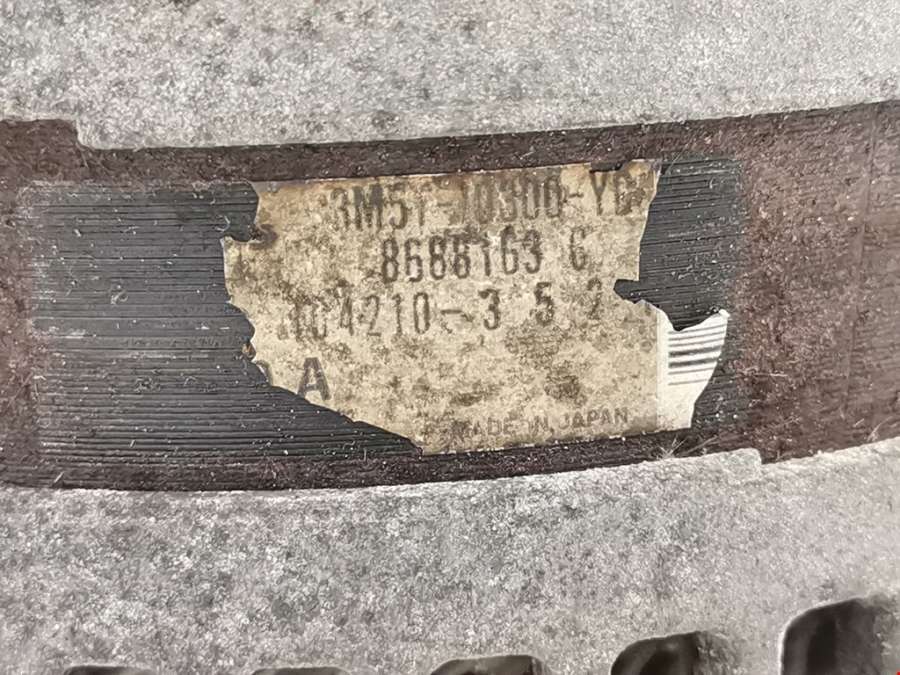 3M5T-10300-YC
8688163 6
104210-3 5 2
A
MADE IN JAPAN